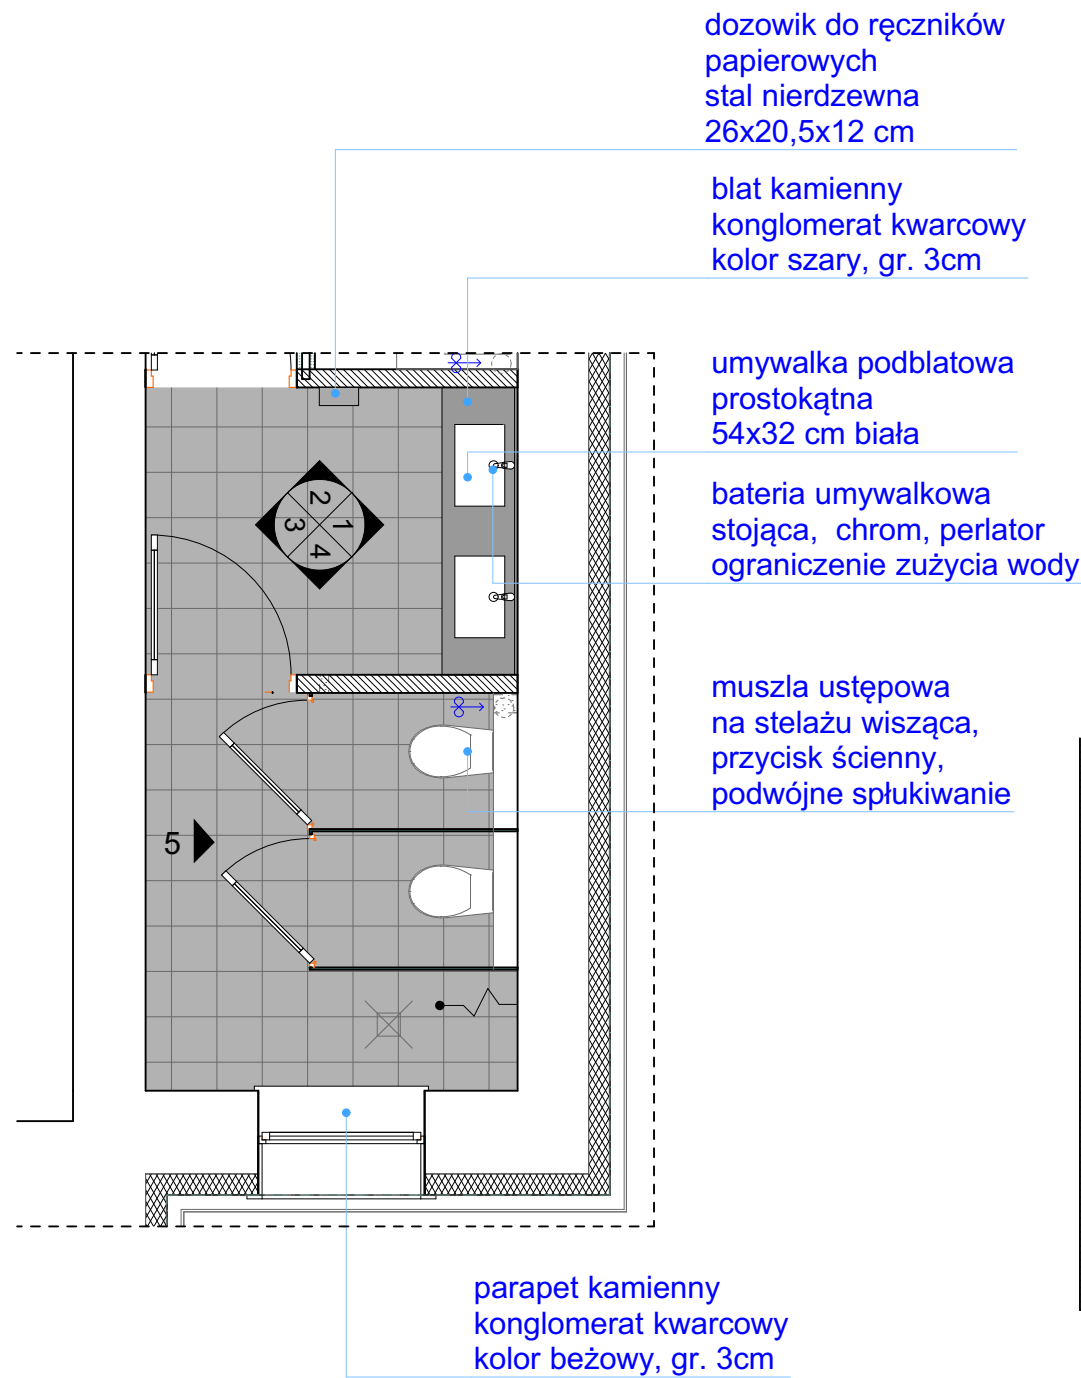 dozowik do ręczników
papierowych
stal nierdzewna
26x20,5x12 cm
blat kamienny
konglomerat kwarcowy
kolor szary, gr. 3cm
umywalka podblatowa
prostokątna
54x32 cm biała
bateria umywalkowa
stojąca, chrom, perlator
ograniczenie zużycia wody
2
3 1
4
muszla ustępowa
na stelażu wisząca,
przycisk ścienny,
podwójne spłukiwanie
5
parapet kamienny
konglomerat kwarcowy
kolor beżowy, gr. 3cm